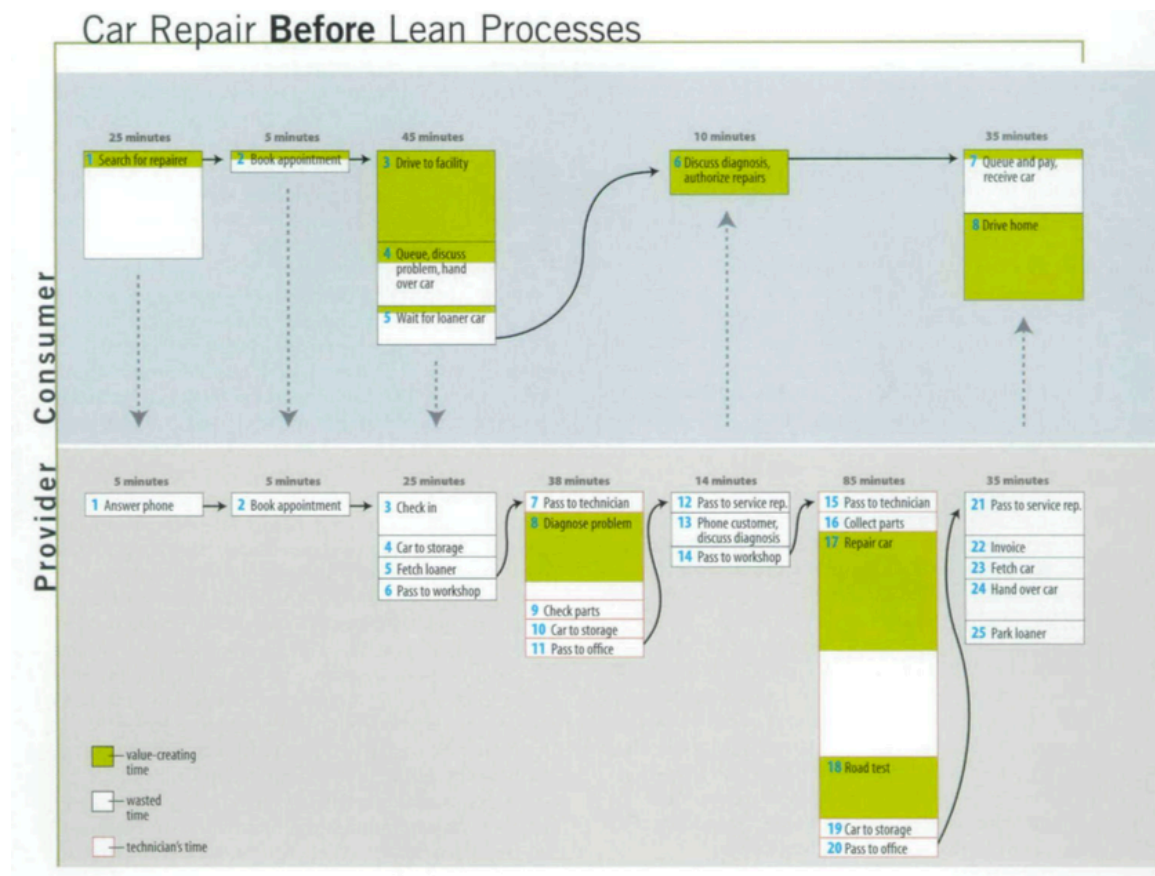 Car Repair Before Lean Processes
Consumer
25 minutes
1 Search for repairer
5 minutes
2 Book appointment
45 minutes
3 Drive to facility
4 Queue, discuss
problem, hand
over car
5 Wait for loaner car
10 minutes
6 Discuss diagnosis,
authorize repairs
35 minutes
7 Queue and pay,
receive car
8 Drive home
Provider
5 minutes
1 Answer phone
5 minutes
2 Book appointment
25 minutes
3 Check in
4 Car to storage
5 Fetch loaner
6 Pass to workshop
38 minutes
7 Pass to technician
8 Diagnose problem
9 Check parts
10 Car to storage
11 Pass to office
14 minutes
12 Pass to service rep.
13 Phone customer,
discuss diagnosis
14 Pass to workshop
85 minutes
15 Pass to technician
16 Collect parts
17 Repair car
18 Road test
19 Car to storage
20 Pass to office
35 minutes
21 Pass to service rep.
22 Invoice
23 Fetch car
24 Hand over car
25 Park loaner
value-creating
time
wasted
time
technician's time